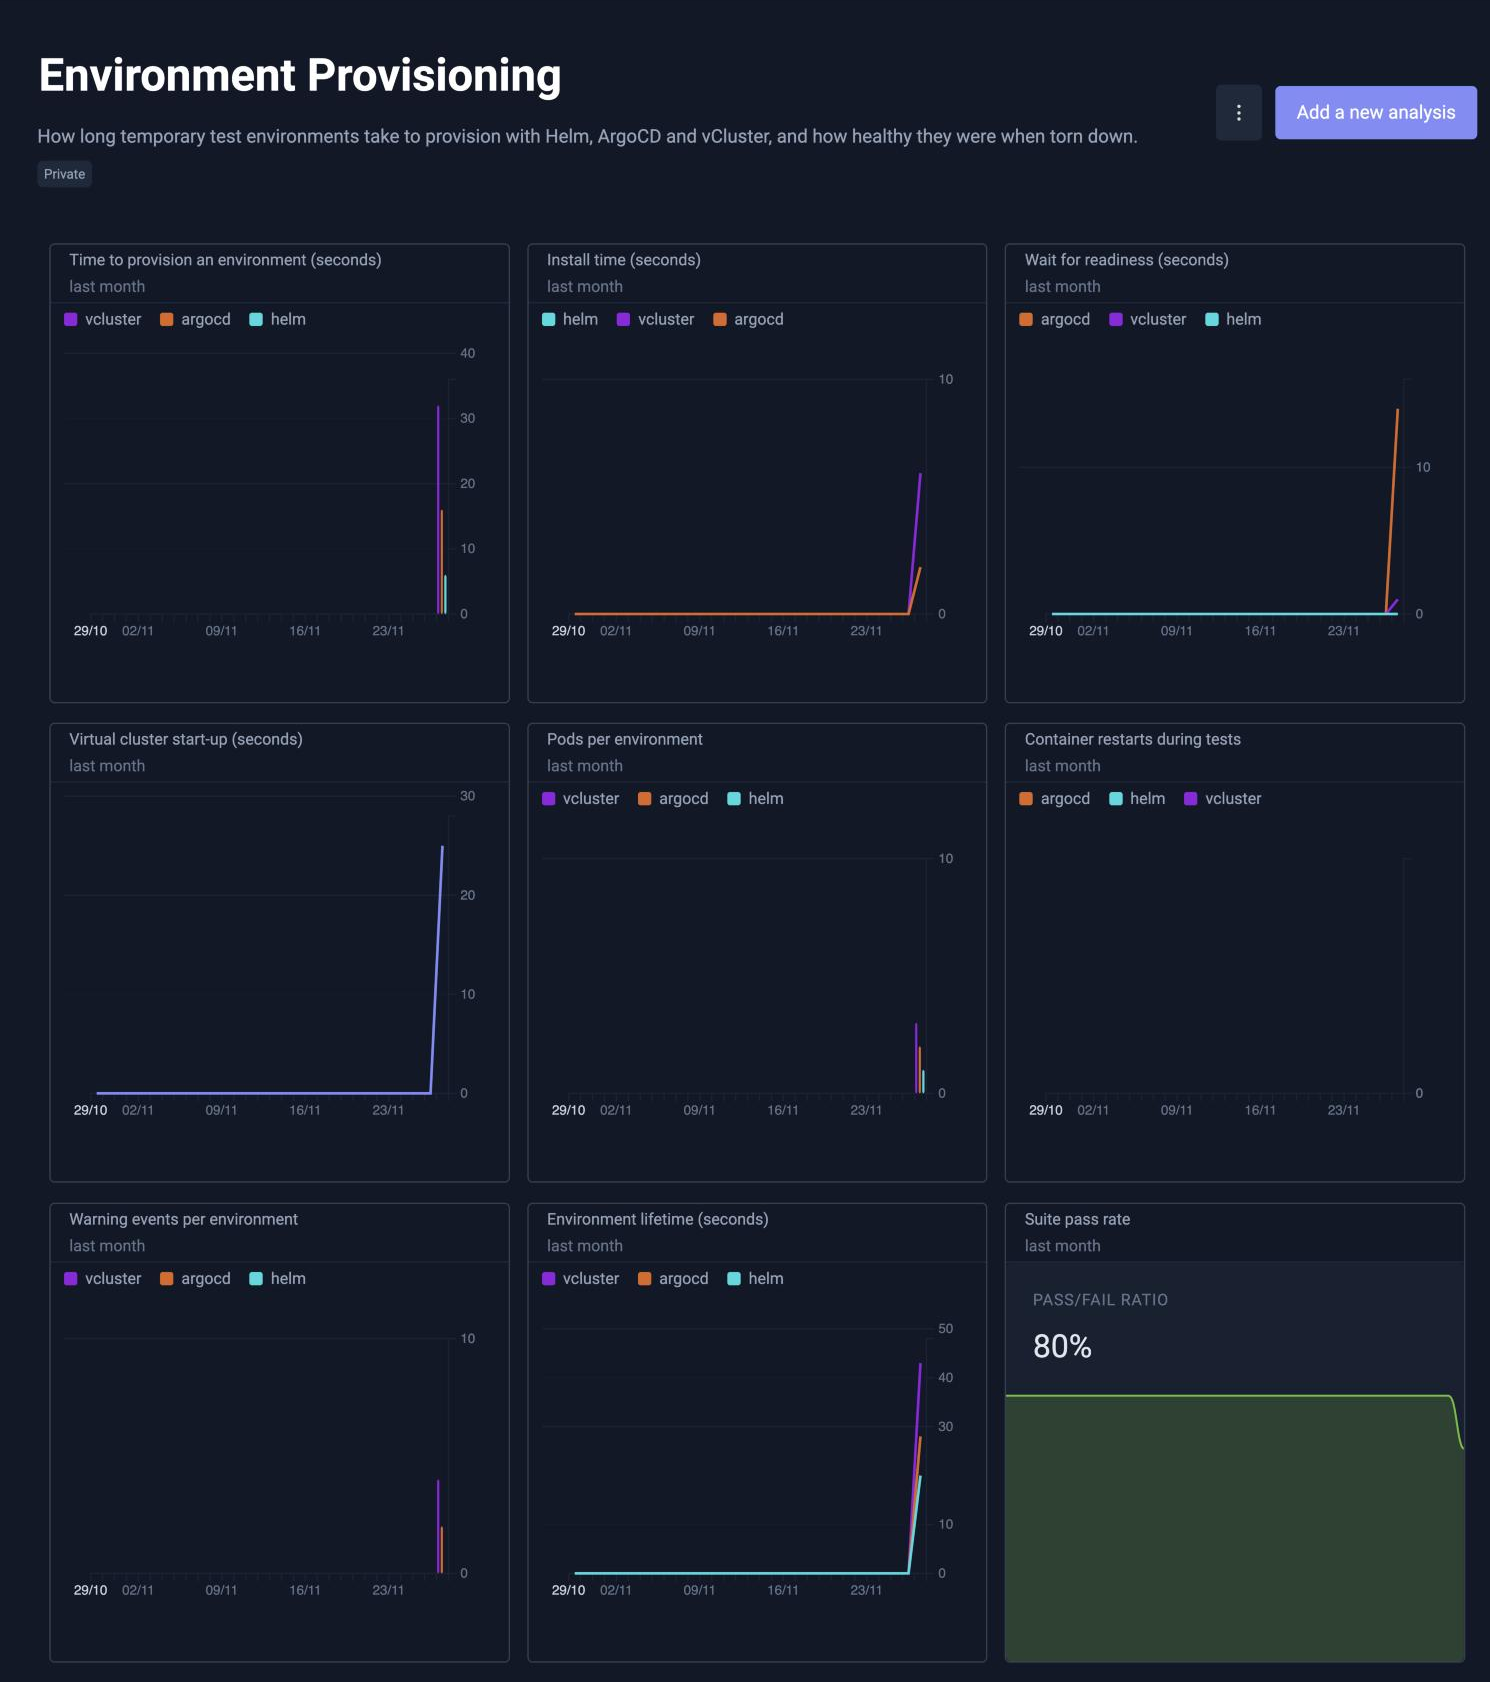 Environment Provisioning
Add a new analysis
How long temporary test environments take to provision with Helm, ArgoCD and vCluster, and how healthy they were when torn down.
Private
Time to provision an environment (seconds)
last month
vcluster argocd helm
40
30
20
10
0
29/10 02/11 09/11 16/11 23/11
Install time (seconds)
last month
helm vcluster argocd
10
0
29/10 02/11 09/11 16/11 23/11
Wait for readiness (seconds)
last month
argocd vcluster helm
10
0
29/10 02/11 09/11 16/11 23/11
Virtual cluster start-up (seconds)
last month
30
20
10
0
29/10 02/11 09/11 16/11 23/11
Pods per environment
last month
vcluster argocd helm
10
0
29/10 02/11 09/11 16/11 23/11
Container restarts during tests
last month
argocd helm vcluster
0
29/10 02/11 09/11 16/11 23/11
Warning events per environment
last month
vcluster argocd helm
10
0
29/10 02/11 09/11 16/11 23/11
Environment lifetime (seconds)
last month
vcluster argocd helm
50
40
30
10
0
29/10 02/11 09/11 16/11 23/11
Suite pass rate
last month
PASS/FAIL RATIO
80%